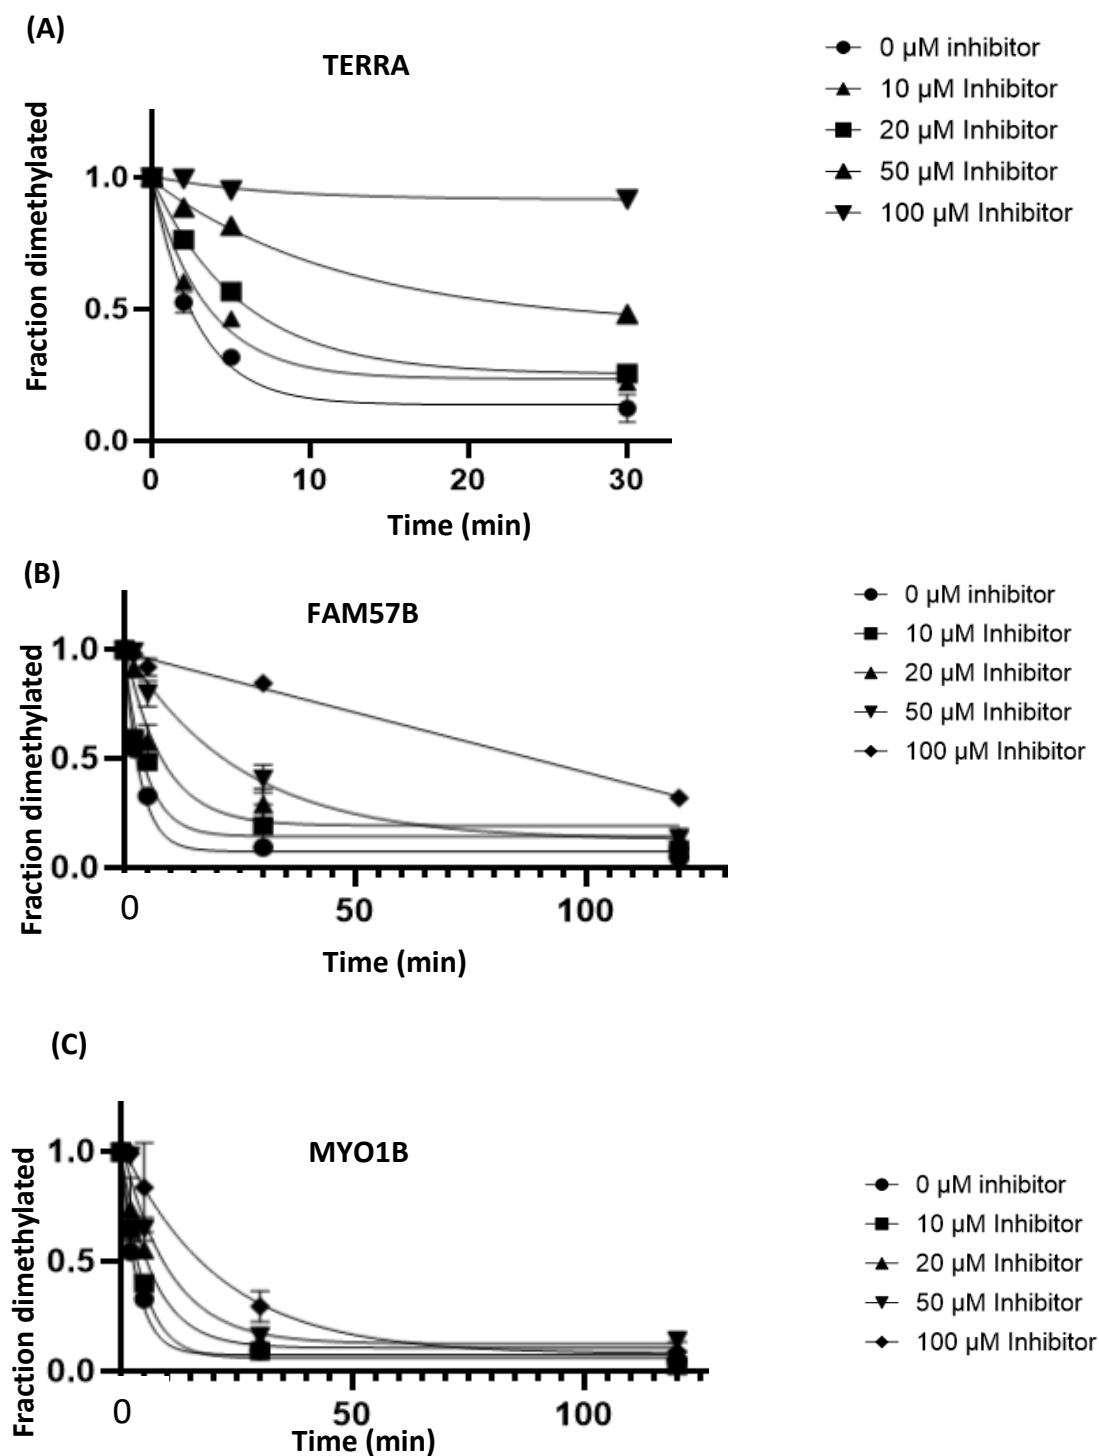 (A)
TERRA
Fraction dimethylated
1.0
0.5
0.0
0 10 20 30
Time (min)
0 µM inhibitor
10 µM Inhibitor
20 µM Inhibitor
50 µM Inhibitor
100 µM Inhibitor
(B)
FAM57B
Fraction dimethylated
1.0
0.5
0.0
0 50 100
Time (min)
0 µM inhibitor
10 µM Inhibitor
20 µM Inhibitor
50 µM Inhibitor
100 µM Inhibitor
(C)
MYO1B
Fraction dimethylated
1.0
0.5
0.0
0 50 100
Time (min)
0 µM inhibitor
10 µM Inhibitor
20 µM Inhibitor
50 µM Inhibitor
100 µM Inhibitor